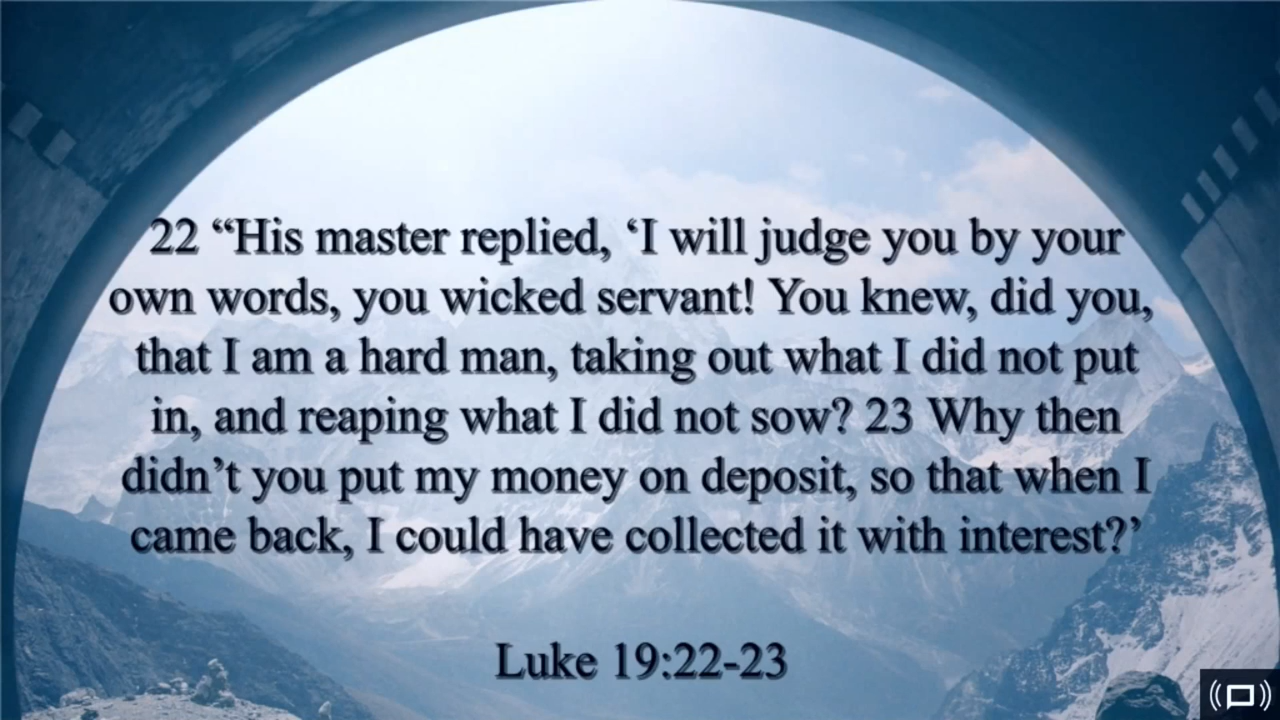 22 “His master replied, ‘I will judge you by your
own words, you wicked servant! You knew, did you,
that I am a hard man, taking out what I did not put
in, and reaping what I did not sow? 23 Why then
didn’t you put my money on deposit, so that when I
came back, I could have collected it with interest?’
Luke 19:22-23